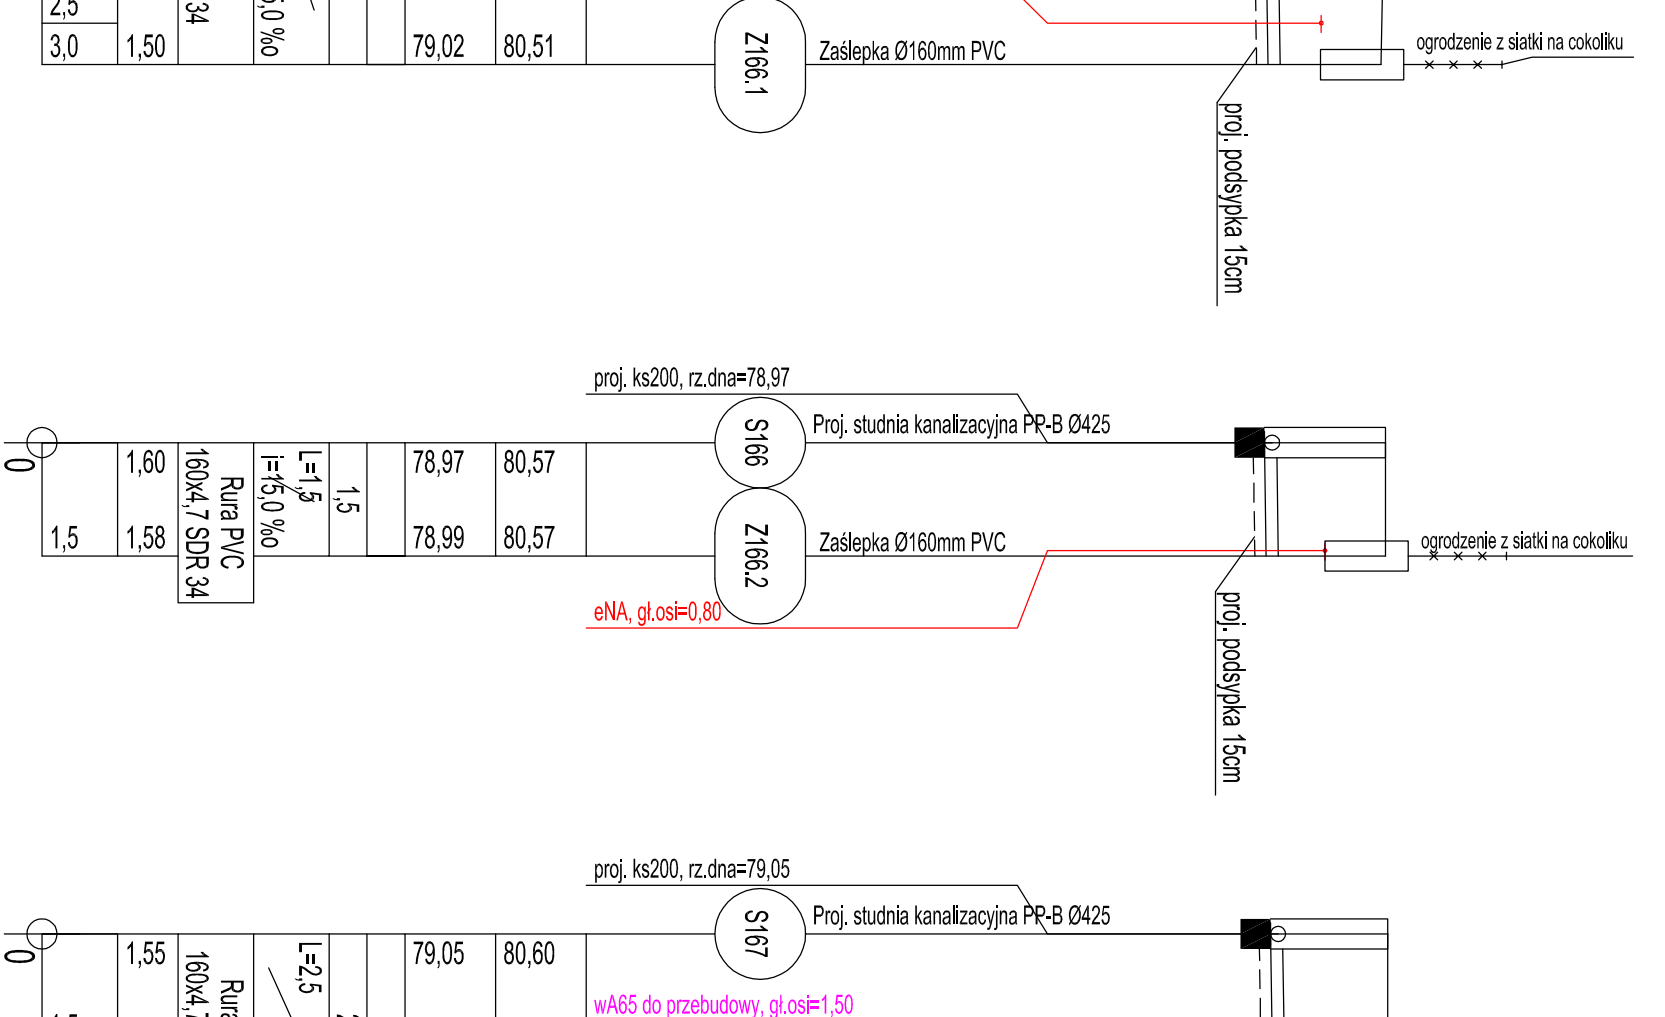 2,5
3,0
1,50
34
5,0 ‰
79,02
80,51
Z166.1
Zaślepka Ø160mm PVC
ogrodzenie z siatki na cokoliku
proj. podsypka 15cm
proj. ks200, rz.dna=78,97
S166
Proj. studnia kanalizacyjna PP-B Ø425
0
1,60
Rura PVC
160x4,7 SDR 34
L=1,5
i=15,0 ‰
1,5
78,97
80,57
1,5
1,58
78,99
80,57
Z166.2
Zaślepka Ø160mm PVC
ogrodzenie z siatki na cokoliku
eNA, gł.osi=0,80
proj. podsypka 15cm
proj. ks200, rz.dna=79,05
S167
Proj. studnia kanalizacyjna PP-B Ø425
0
1,55
Rura
160x4,7
L=2,5
79,05
80,60
wA65 do przebudowy, gł.osi=1,50